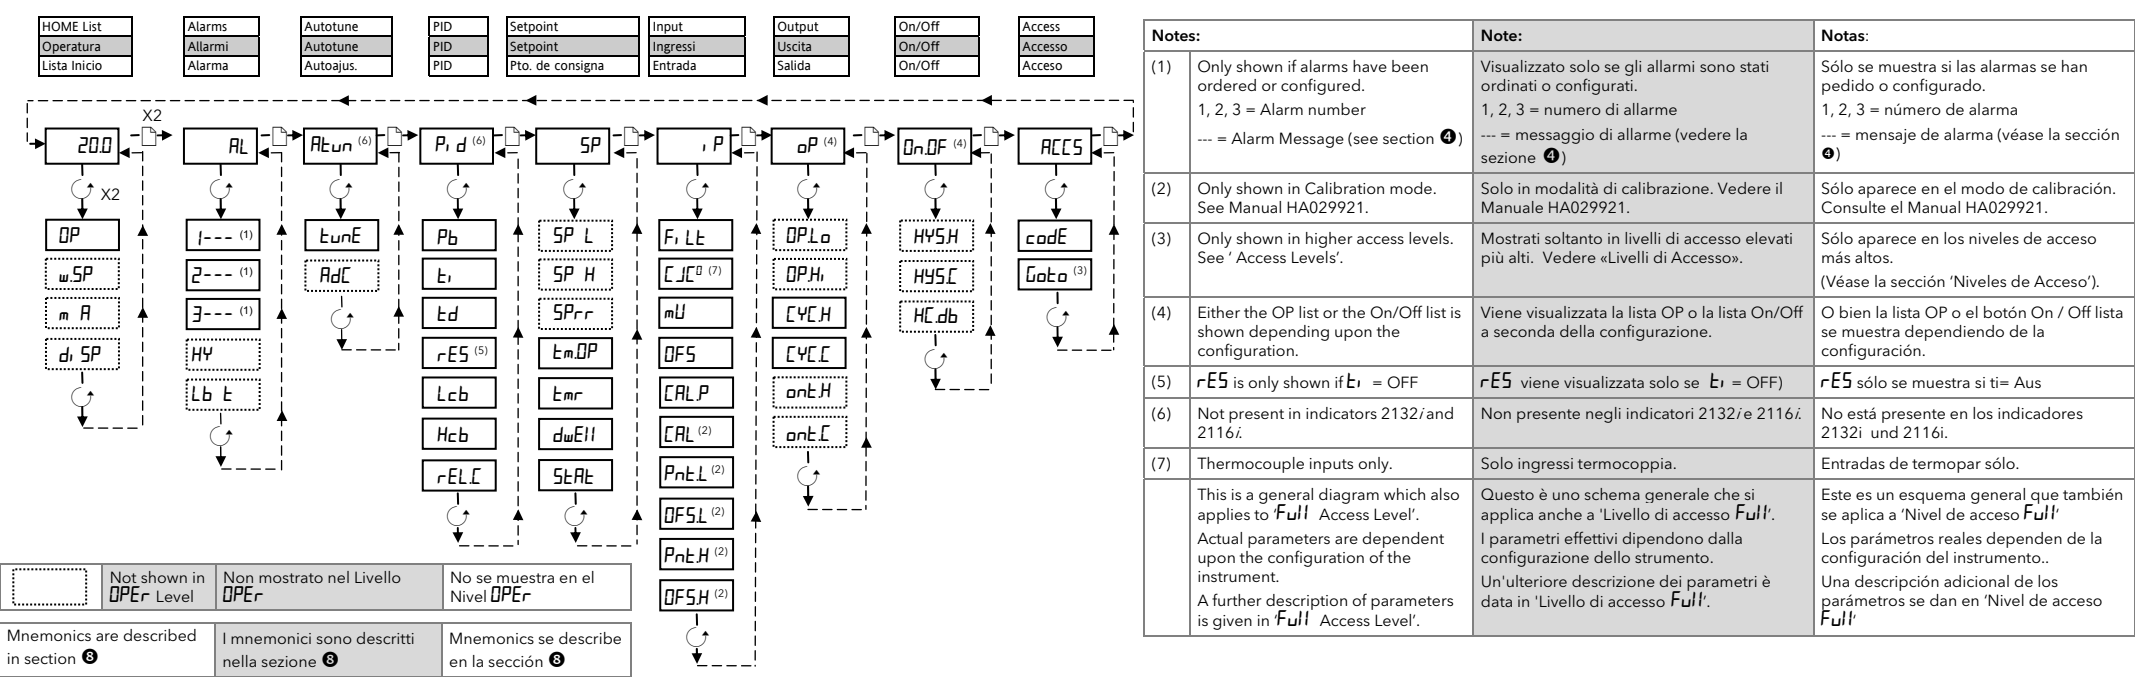 HOME List
Operatura
Lista Inicio
Alarms
Allarmi
Alarma
Autotune
Autotune
Autoajus.
PID
PID
PID
Setpoint
Setpoint
Pto. de consigna
Input
Ingressi
Entrada
Output
Uscita
Salida
On/Off
On/Off
On/Off
Access
Accesso
Acceso
X2
20.0
AL
Atun (6)
Pi d (6)
SP
i P
oP (4)
On.OF (4)
ACCS
X2
OP
w.SP
m A
di SP
1--- (1)
2--- (1)
3--- (1)
HY
Lb t
tunE
AdC
Pb
ti
td
rES (5)
Lcb
Hcb
rEL.C
SP L
SP H
SPrr
tm.OP
tmr
dwEll
StAt
Fi Lt
CJC° (7)
mV
OFS
CAL.P
CAL (2)
Pnt.L (2)
OFS.L (2)
Pnt.H (2)
OFS.H (2)
OP.Lo
OP.Hi
CYC.H
CYC.C
ont.H
ont.C
HYS.H
HYS.C
HC.db
codE
Goto (3)
Not shown in
OPEr Level
Non mostrato nel Livello
OPEr
No se muestra en el
Nivel OPEr
Mnemonics are described
in section ❽
I mnemonici sono descritti
nella sezione ❽
Mnemonics se describe
en la sección ❽
Notes:
Note:
Notas:
(1)
Only shown if alarms have been
ordered or configured.
1, 2, 3 = Alarm number
--- = Alarm Message (see section ❹)
Visualizzato solo se gli allarmi sono stati
ordinati o configurati.
1, 2, 3 = numero di allarme
--- = messaggio di allarme (vedere la
sezione ❹)
Sólo se muestra si las alarmas se han
pedido o configurado.
1, 2, 3 = número de alarma
--- = mensaje de alarma (véase la sección
❹)
(2)
Only shown in Calibration mode.
See Manual HA029921.
Solo in modalità di calibrazione. Vedere il
Manuale HA029921.
Sólo aparece en el modo de calibración.
Consulte el Manual HA029921.
(3)
Only shown in higher access levels.
See ' Access Levels'.
Mostrati soltanto in livelli di accesso elevati
più alti. Vedere «Livelli di Accesso».
Sólo aparece en los niveles de acceso
más altos.
(Véase la sección 'Niveles de Acceso').
(4)
Either the OP list or the On/Off list is
shown depending upon the
configuration.
Viene visualizzata la lista OP o la lista On/Off
a seconda della configurazione.
O bien la lista OP o el botón On / Off lista
se muestra dependiendo de la
configuración.
(5)
rES is only shown if ti = OFF
rES viene visualizzata solo se ti = OFF)
rES sólo se muestra si ti= Aus
(6)
Not present in indicators 2132i and
2116i.
Non presente negli indicatori 2132i e 2116i.
No está presente en los indicadores
2132i und 2116i.
(7)
Thermocouple inputs only.
Solo ingressi termocoppia.
Entradas de termopar sólo.
This is a general diagram which also
applies to 'Full Access Level'.
Actual parameters are dependent
upon the configuration of the
instrument.
A further description of parameters
is given in 'Full Access Level'.
Questo è uno schema generale che si
applica anche a 'Livello di accesso Full'.
I parametri effettivi dipendono dalla
configurazione dello strumento.
Un'ulteriore descrizione dei parametri è
data in 'Livello di accesso Full'.
Este es un esquema general que también
se aplica a 'Nivel de acceso Full'
Los parámetros reales dependen de la
configuración del instrumento..
Una descripción adicional de los
parámetros se dan en 'Nivel de acceso
Full'